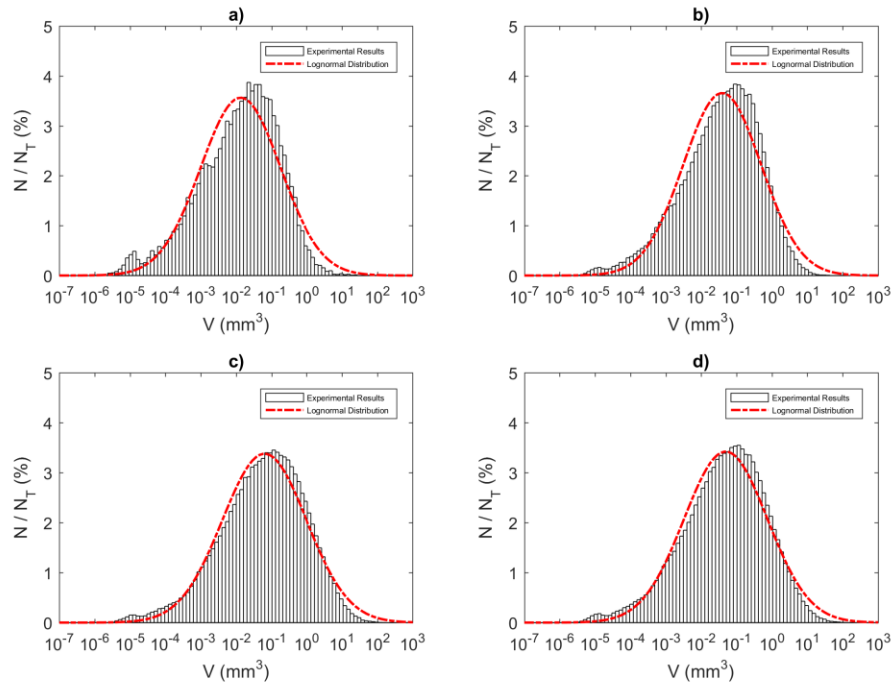 a)
5
4
3
2
1
0
N / N_T (%)
Experimental Results
Lognormal Distribution
10^-7 10^-6 10^-5 10^-4 10^-3 10^-2 10^-1 10^0 10^1 10^2 10^3
V (mm^3)
b)
5
4
3
2
1
0
N / N_T (%)
Experimental Results
Lognormal Distribution
10^-7 10^-6 10^-5 10^-4 10^-3 10^-2 10^-1 10^0 10^1 10^2 10^3
V (mm^3)
c)
5
4
3
2
1
0
N / N_T (%)
Experimental Results
Lognormal Distribution
10^-7 10^-6 10^-5 10^-4 10^-3 10^-2 10^-1 10^0 10^1 10^2 10^3
V (mm^3)
d)
5
4
3
2
1
0
N / N_T (%)
Experimental Results
Lognormal Distribution
10^-7 10^-6 10^-5 10^-4 10^-3 10^-2 10^-1 10^0 10^1 10^2 10^3
V (mm^3)